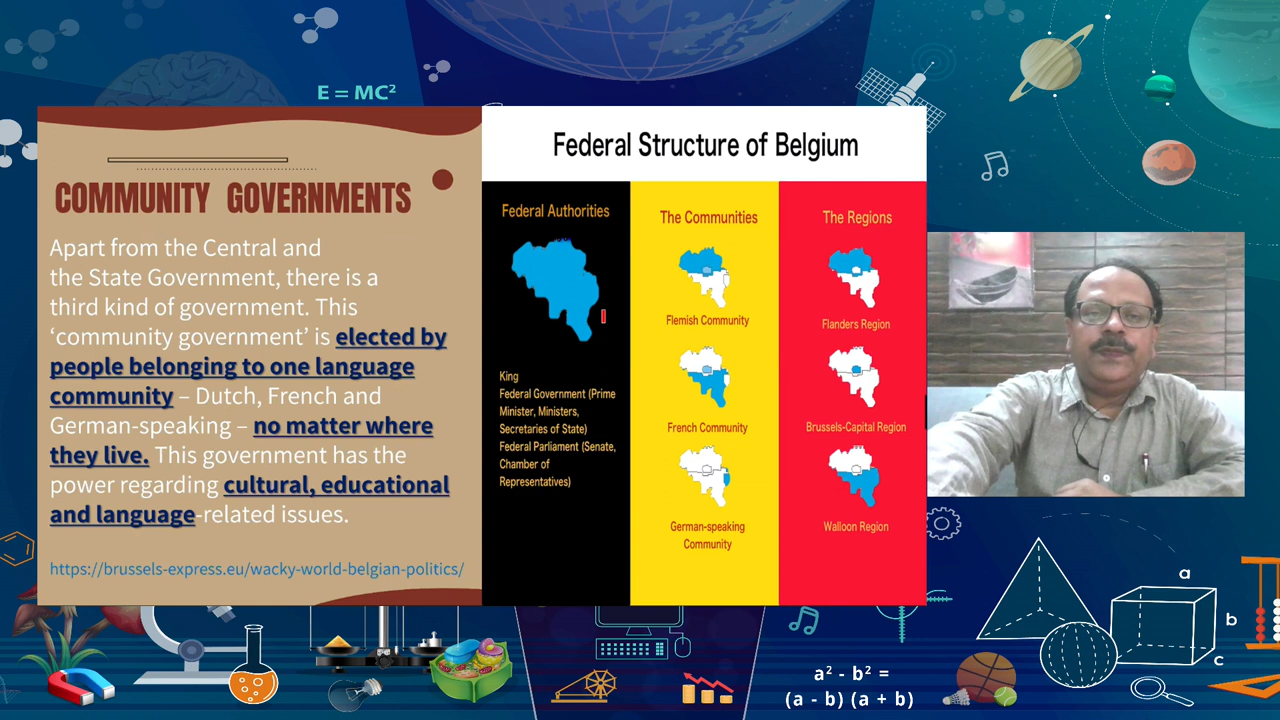 E = MC²
COMMUNITY GOVERNMENTS
Apart from the Central and
the State Government, there is a
third kind of government. This
‘community government’ is elected by
people belonging to one language
community – Dutch, French and
German-speaking – no matter where
they live. This government has the
power regarding cultural, educational
and language-related issues.
https://brussels-express.eu/wacky-world-belgian-politics/
Federal Structure of Belgium
Federal Authorities
King
Federal Government (Prime
Minister, Ministers,
Secretaries of State)
Federal Parliament (Senate,
Chamber of
Representatives)
The Communities
Flemish Community
French Community
German-speaking
Community
The Regions
Flanders Region
Brussels-Capital Region
Walloon Region
a
b
c
a² - b² =
(a - b) (a + b)